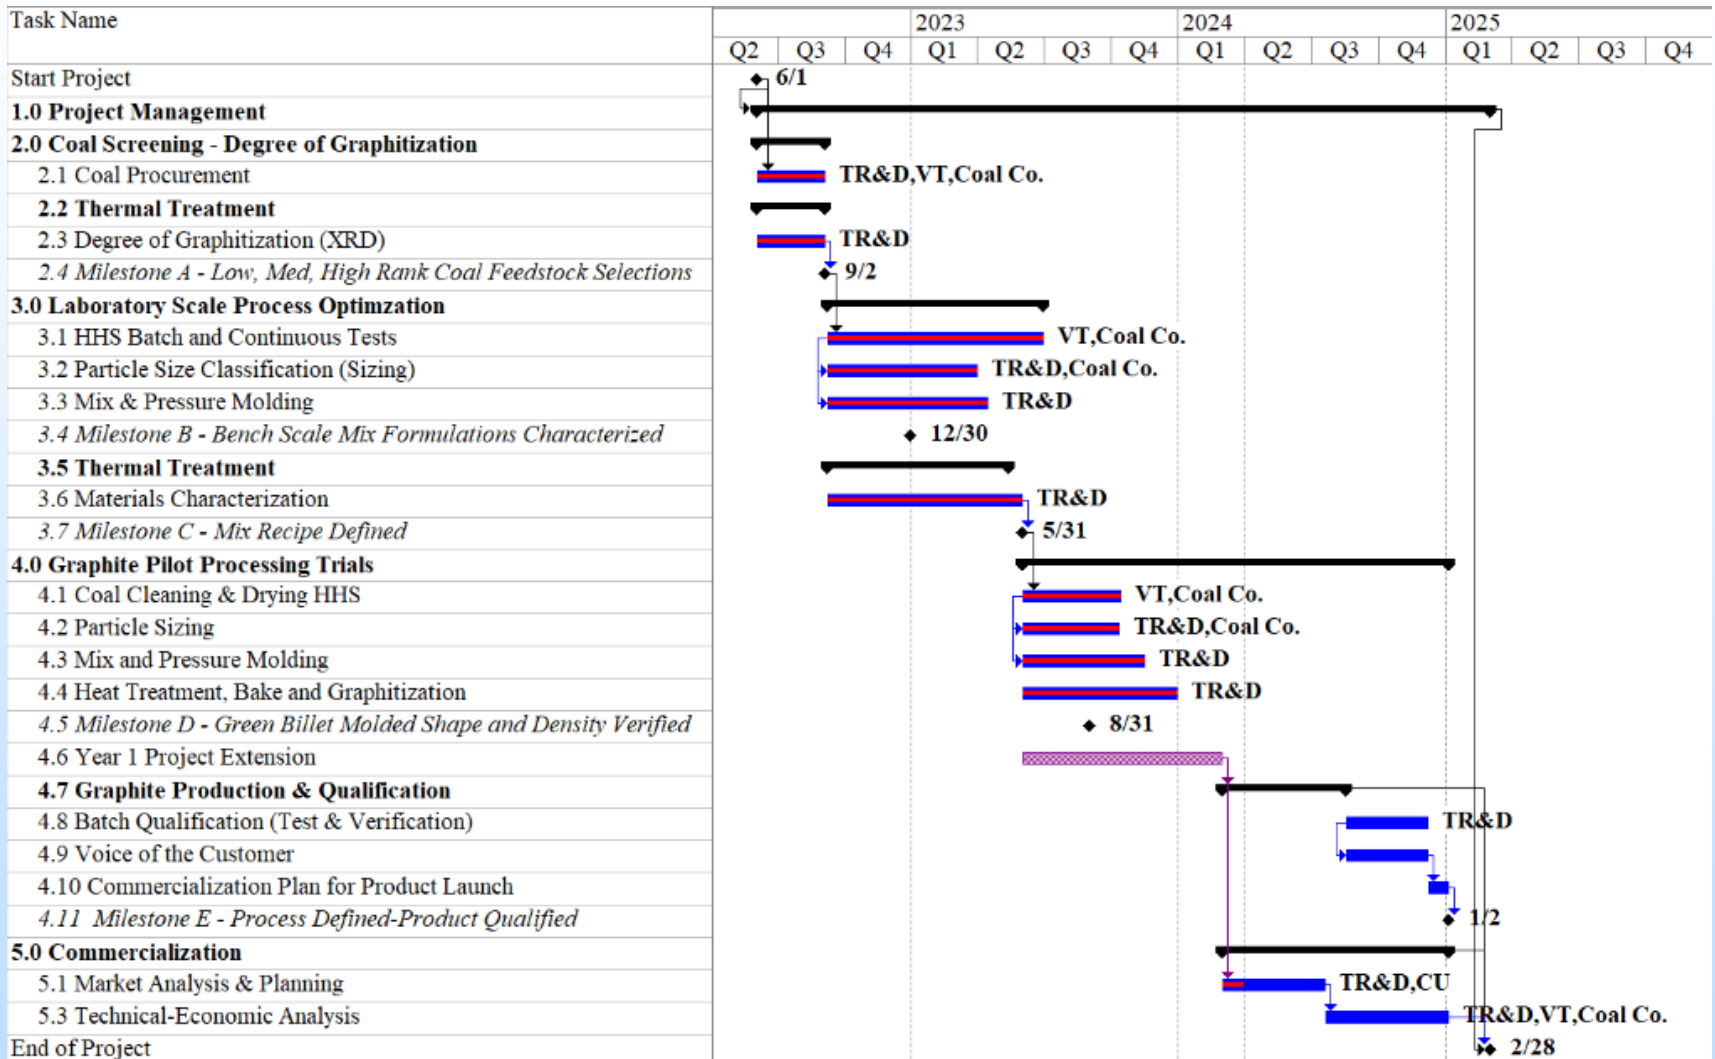 Task Name 2023 2024 2025
Q2 Q3 Q4 Q1 Q2 Q3 Q4 Q1 Q2 Q3 Q4 Q1 Q2 Q3 Q4
Start Project 6/1
1.0 Project Management
2.0 Coal Screening - Degree of Graphitization
2.1 Coal Procurement TR&D,VT,Coal Co.
2.2 Thermal Treatment
2.3 Degree of Graphitization (XRD) TR&D
2.4 Milestone A - Low, Med, High Rank Coal Feedstock Selections 9/2
3.0 Laboratory Scale Process Optimzation
3.1 HHS Batch and Continuous Tests VT,Coal Co.
3.2 Particle Size Classification (Sizing) TR&D,Coal Co.
3.3 Mix & Pressure Molding TR&D
3.4 Milestone B - Bench Scale Mix Formulations Characterized 12/30
3.5 Thermal Treatment
3.6 Materials Characterization TR&D
3.7 Milestone C - Mix Recipe Defined 5/31
4.0 Graphite Pilot Processing Trials
4.1 Coal Cleaning & Drying HHS VT,Coal Co.
4.2 Particle Sizing TR&D,Coal Co.
4.3 Mix and Pressure Molding TR&D
4.4 Heat Treatment, Bake and Graphitization TR&D
4.5 Milestone D - Green Billet Molded Shape and Density Verified 8/31
4.6 Year 1 Project Extension
4.7 Graphite Production & Qualification
4.8 Batch Qualification (Test & Verification) TR&D
4.9 Voice of the Customer
4.10 Commercialization Plan for Product Launch
4.11 Milestone E - Process Defined-Product Qualified 1/2
5.0 Commercialization
5.1 Market Analysis & Planning TR&D,CU
5.3 Technical-Economic Analysis TR&D,VT,Coal Co.
End of Project 2/28